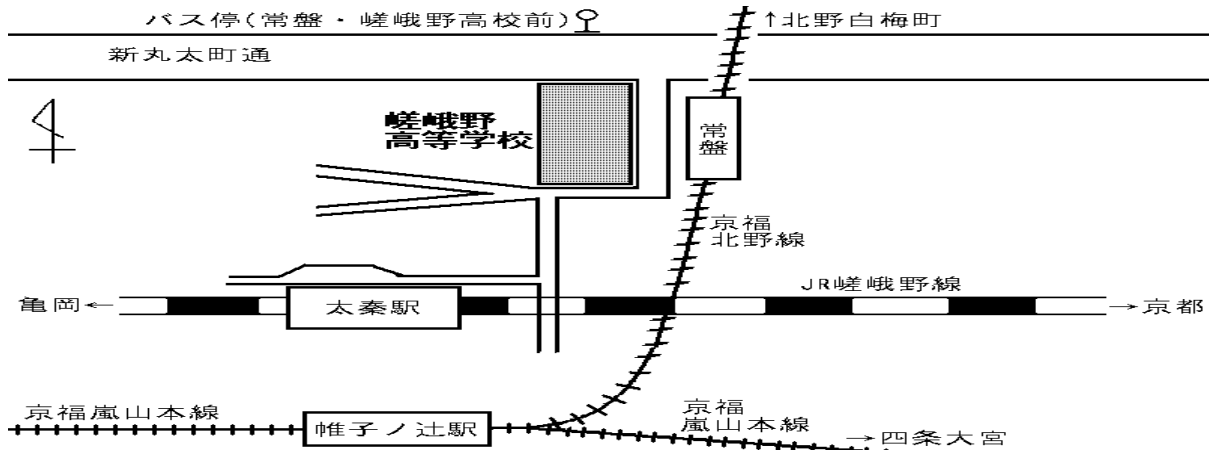 バス停(常盤・嵯峨野高校前)
↑北野白梅町
新丸太町通
嵯峨野
高等学校
常盤
京福
北野線
JR嵯峨野線
亀岡←
太秦駅
→京都
京福嵐山本線
帷子ノ辻駅
京福
嵐山本線
→四条大宮